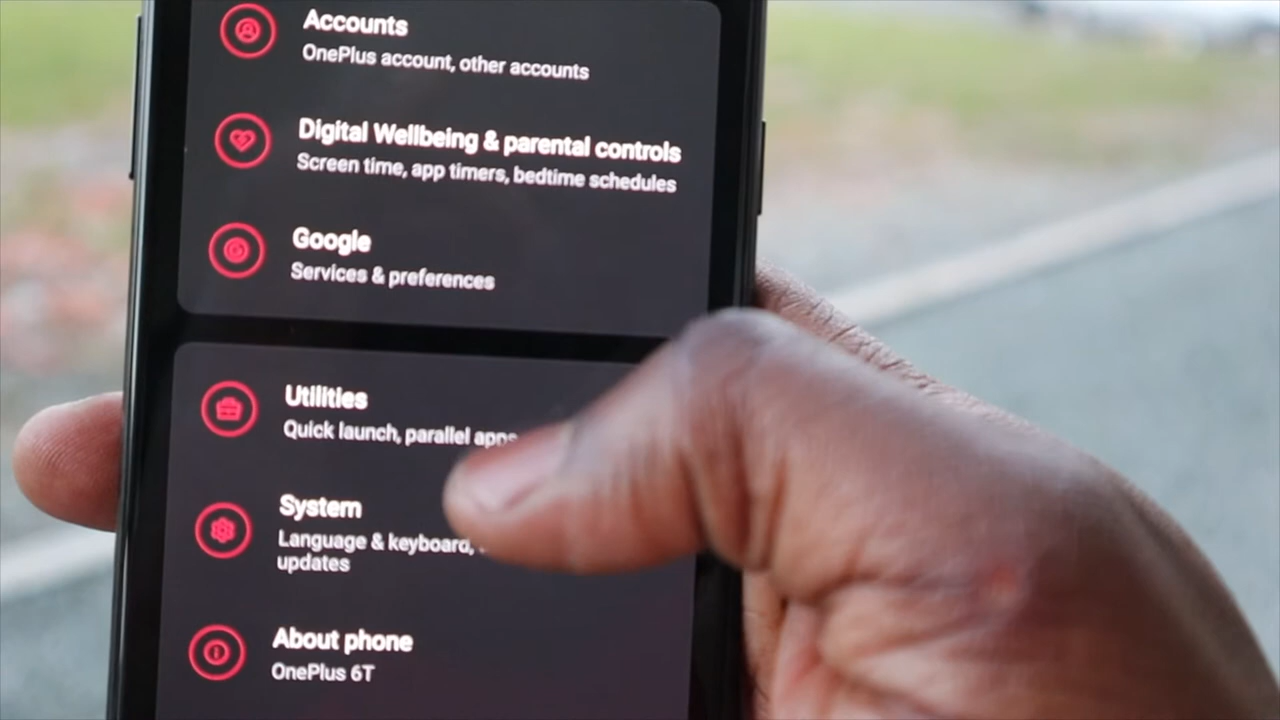 Accounts
OnePlus account, other accounts
Digital Wellbeing & parental controls
Screen time, app timers, bedtime schedules
Google
Services & preferences
Utilities
Quick launch, parallel apps
System
Language & keyboard,
updates
About phone
OnePlus 6T